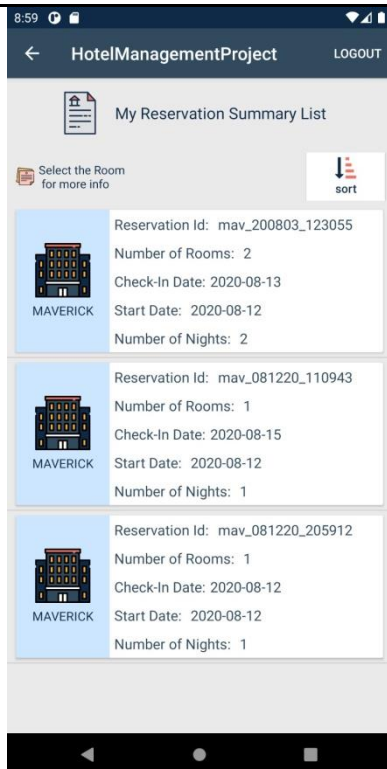 8:59
HotelManagementProject LOGOUT
My Reservation Summary List
Select the Room
for more info
sort
Reservation Id: mav_200803_123055
Number of Rooms: 2
Check-In Date: 2020-08-13
MAVERICK
Start Date: 2020-08-12
Number of Nights: 2
Reservation Id: mav_081220_110943
Number of Rooms: 1
Check-In Date: 2020-08-15
MAVERICK
Start Date: 2020-08-12
Number of Nights: 1
Reservation Id: mav_081220_205912
Number of Rooms: 1
Check-In Date: 2020-08-12
MAVERICK
Start Date: 2020-08-12
Number of Nights: 1